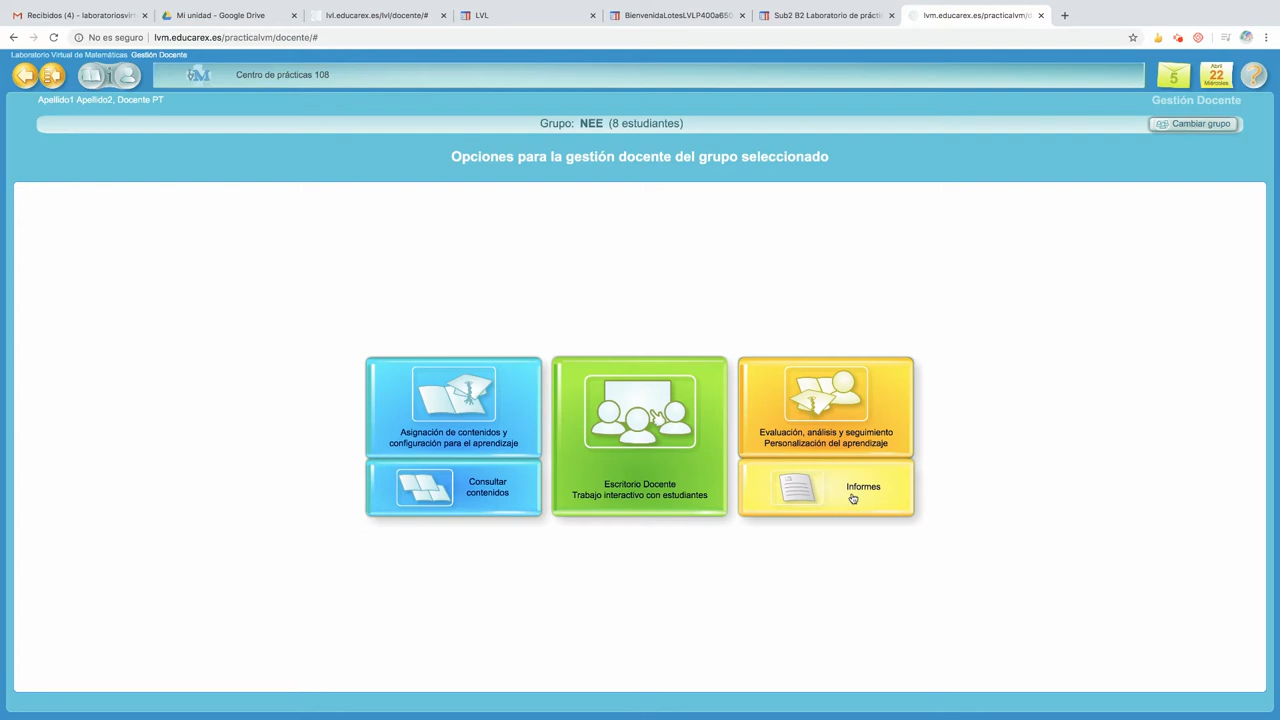 Recibidos (4) - laboratoriosvir
Mi unidad - Google Drive
lvl.educarex.es/lvl/docente/#
LVL
BienvenidaLotesLVLP400a650
Sub2 B2 Laboratorio de práctic
lvm.educarex.es/practicalvm/d
No es seguro
lvm.educarex.es/practicalvm/docente/#
Laboratorio Virtual de Matemáticas Gestión Docente
Centro de prácticas 108
5
Abril
22
Miércoles
?
Apellido1 Apellido2, Docente PT
Gestión Docente
Grupo: NEE (8 estudiantes)
Cambiar grupo
Opciones para la gestión docente del grupo seleccionado
Asignación de contenidos y
configuración para el aprendizaje
Consultar
contenidos
Escritorio Docente
Trabajo interactivo con estudiantes
Evaluación, análisis y seguimiento
Personalización del aprendizaje
Informes